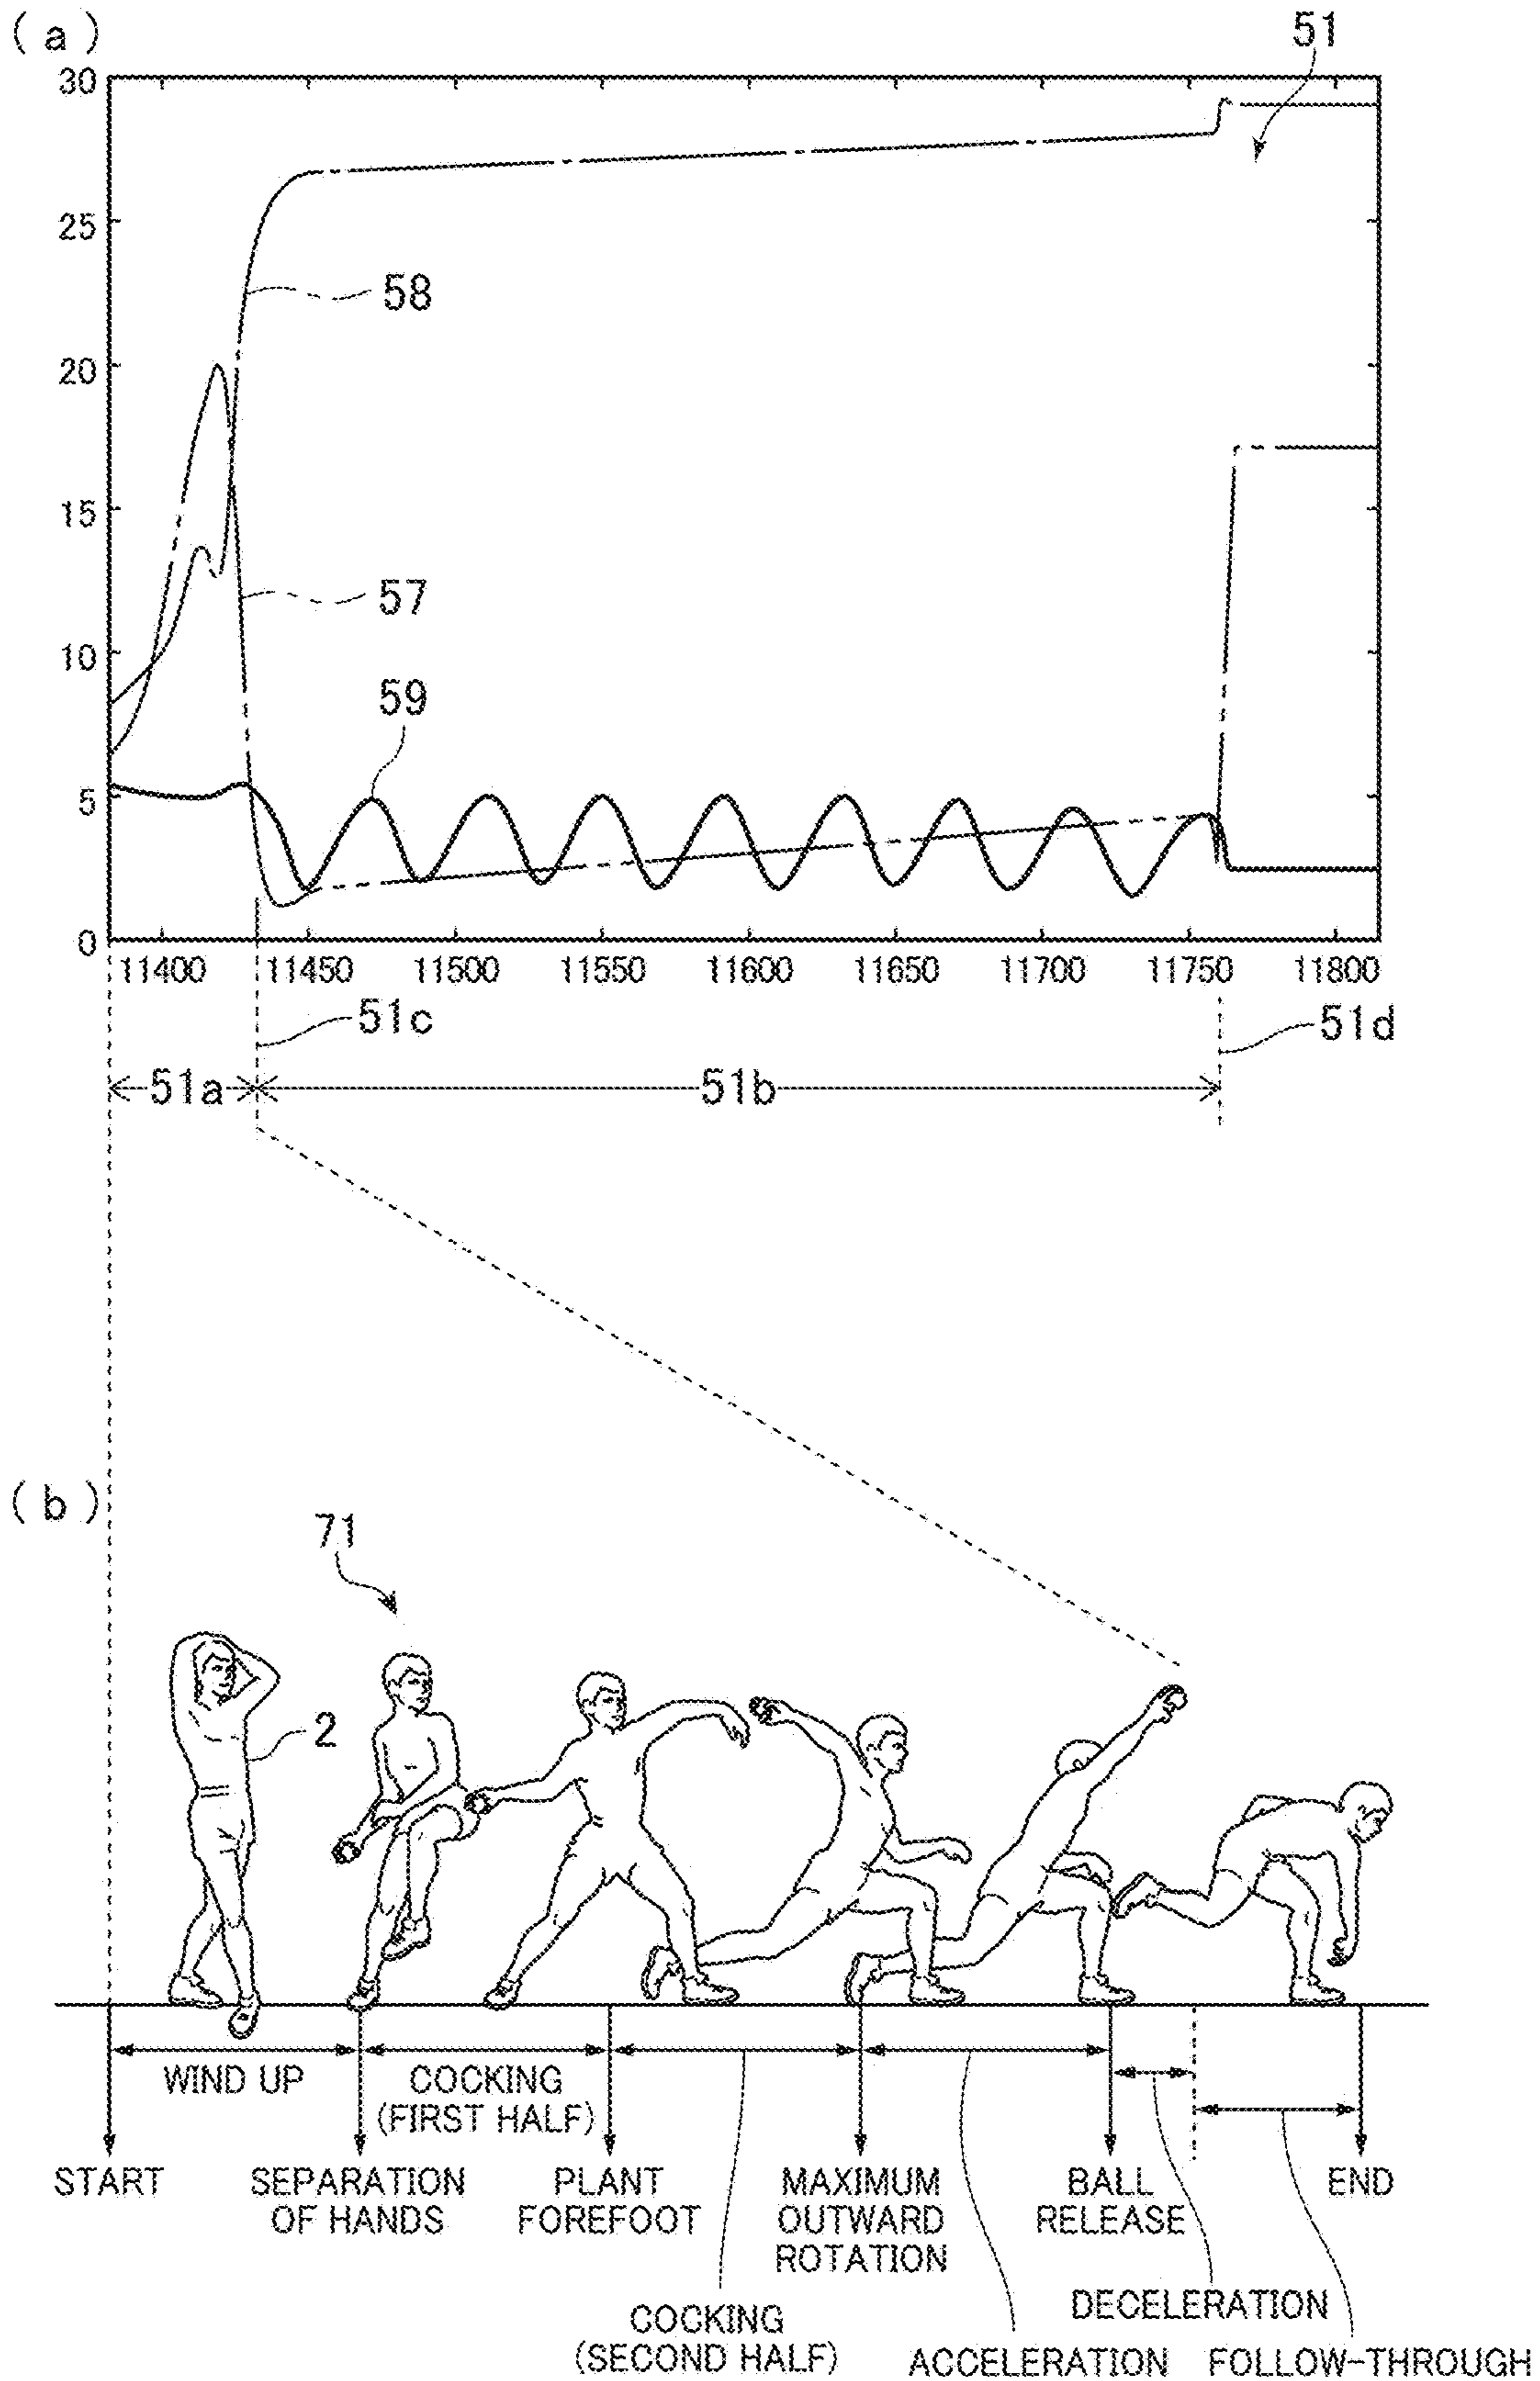 (a)
51
30
25
58
20
15
57
10
59
5
0
11400 11450 11500 11550 11600 11650 11700 11750 11800
51c
51d
51a
51b
(b)
71
2
WIND UP
COCKING
(FIRST HALF)
START
SEPARATION
OF HANDS
PLANT
FOREFOOT
MAXIMUM
OUTWARD
ROTATION
BALL
RELEASE
END
COCKING
(SECOND HALF)
ACCELERATION
DECELERATION
FOLLOW-THROUGH